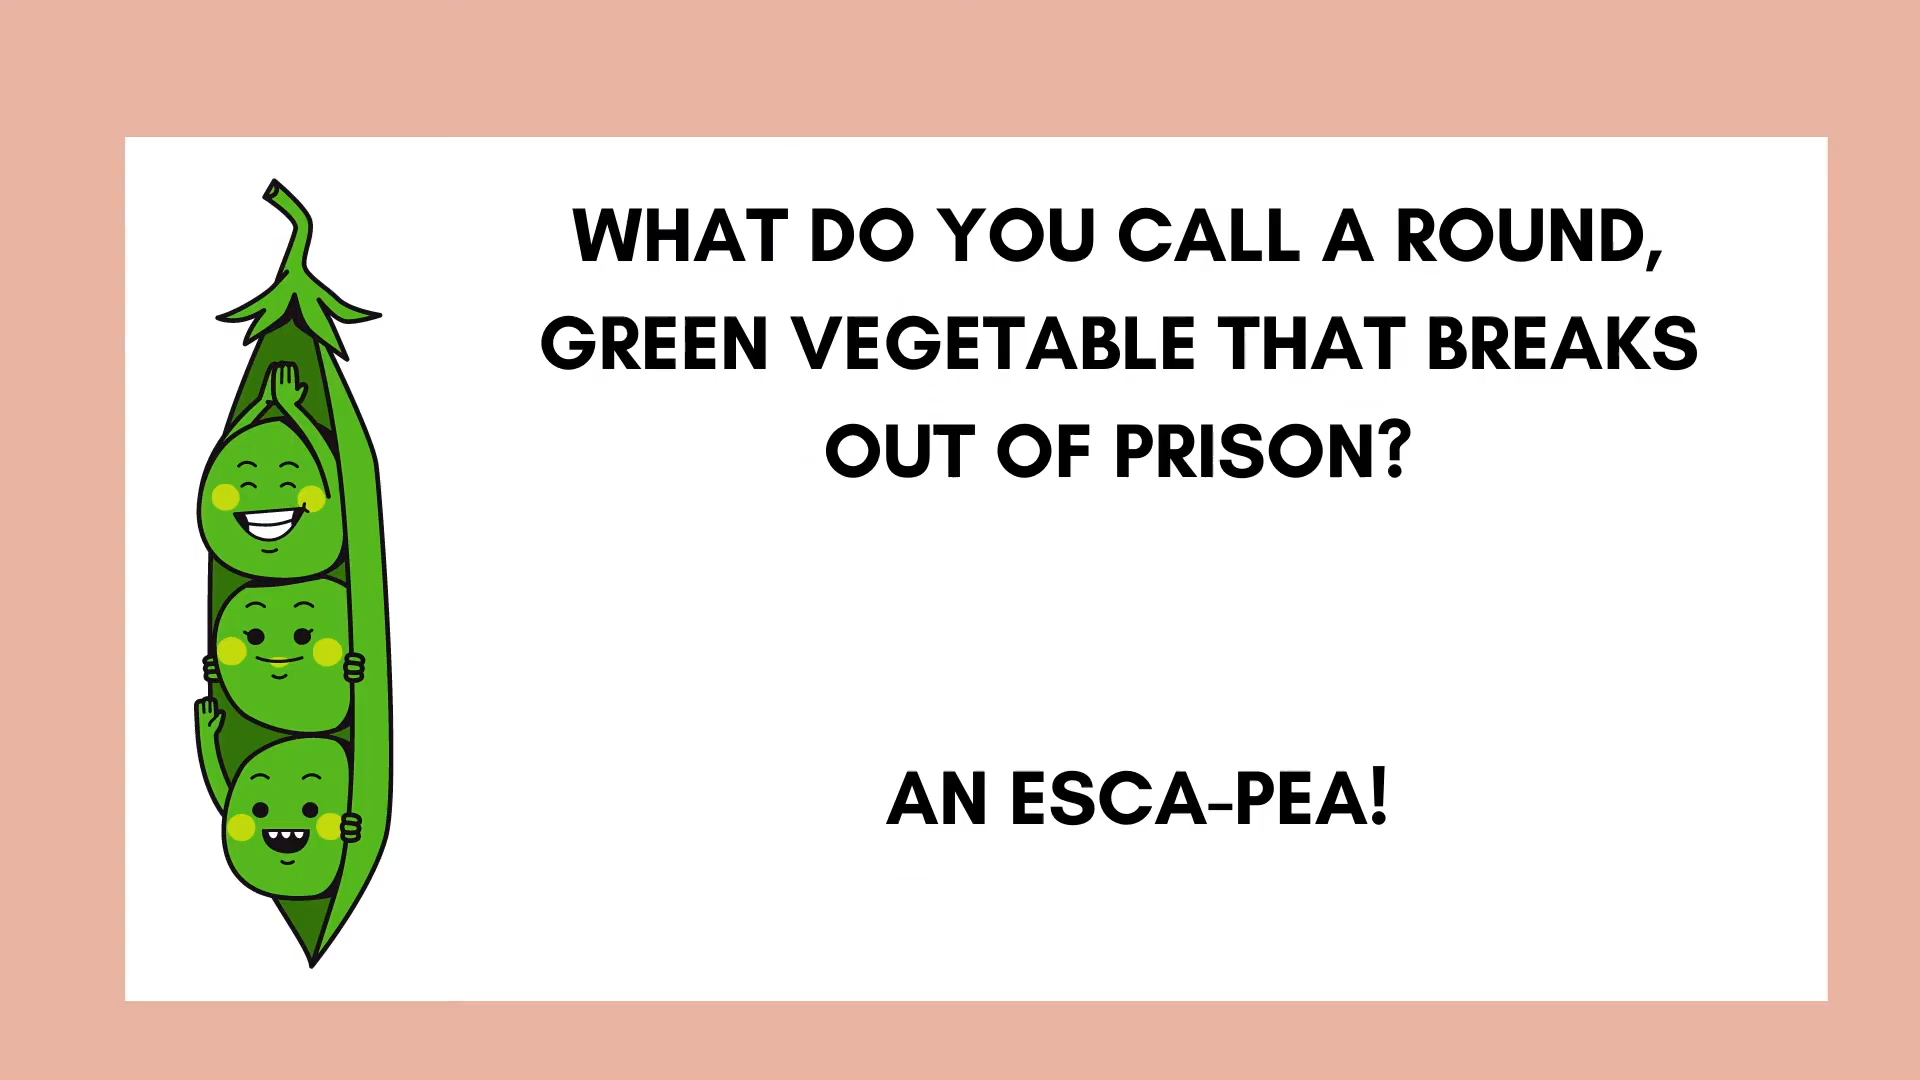 WHAT DO YOU CALL A ROUND,
GREEN VEGETABLE THAT BREAKS
OUT OF PRISON?
AN ESCA-PEA!